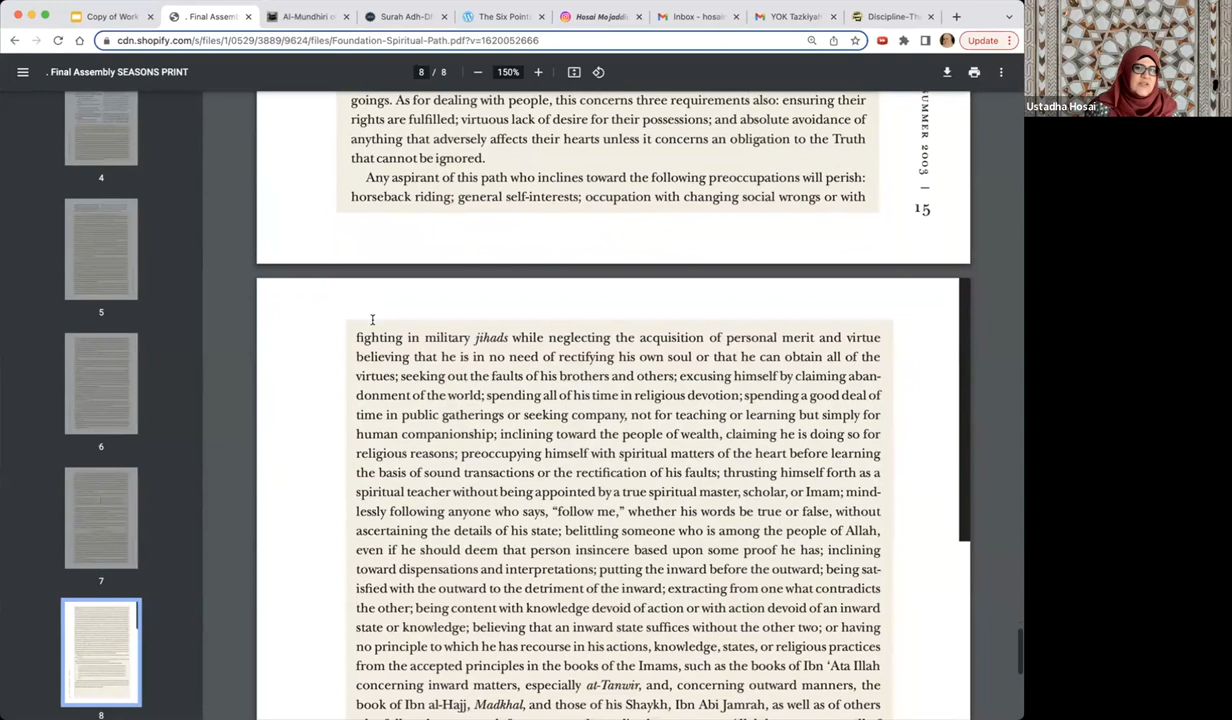 Copy of Work
. Final Assem
Al-Mundhiri
Surah Adh-Dh
The Six Point
Hosai Mojaddid
Inbox – hosai
YOK Tazkiyah
Discipline-The
cdn.shopify.com/s/files/1/0529/3889/9624/files/Foundation-Spiritual-Path.pdf?v=1620052666
Update
. Final Assembly SEASONS PRINT
8 / 8
150%
Ustadha Hosai
goings. As for dealing with people, this concerns three requirements also: ensuring their
rights are fulfilled; virtuous lack of desire for their possessions; and absolute avoidance of
anything that adversely affects their hearts unless it concerns an obligation to the Truth
that cannot be ignored.
Any aspirant of this path who inclines toward the following preoccupations will perish:
horseback riding; general self-interests; occupation with changing social wrongs or with
SUMMER 2003 —
15
fighting in military jihads while neglecting the acquisition of personal merit and virtue
believing that he is in no need of rectifying his own soul or that he can obtain all of the
virtues; seeking out the faults of his brothers and others; excusing himself by claiming aban-
donment of the world; spending all of his time in religious devotion; spending a good deal of
time in public gatherings or seeking company, not for teaching or learning but simply for
human companionship; inclining toward the people of wealth, claiming he is doing so for
religious reasons; preoccupying himself with spiritual matters of the heart before learning
the basis of sound transactions or the rectification of his faults; thrusting himself forth as a
spiritual teacher without being appointed by a true spiritual master, scholar, or Imam; mind-
lessly following anyone who says, “follow me,” whether his words be true or false, without
ascertaining the details of his state; belittling someone who is among the people of Allah,
even if he should deem that person insincere based upon some proof he has; inclining
toward dispensations and interpretations; putting the inward before the outward; being sat-
isfied with the outward to the detriment of the inward; extracting from one what contradicts
the other; being content with knowledge devoid of action or with action devoid of an inward
state or knowledge; believing that an inward state suffices without the other two; or having
no principle to which he has recourse in his actions, knowledge, states, or religious practices
from the accepted principles in the books of the Imams, such as the books of Ibn ‘Ata Illah
concerning inward matters, especially at-Tanwir, and, concerning outward manners, the
book of Ibn al-Hajj, Madkhal, and those of his Shaykh, Ibn Abi Jamrah, as well as of others
4
5
6
7
8